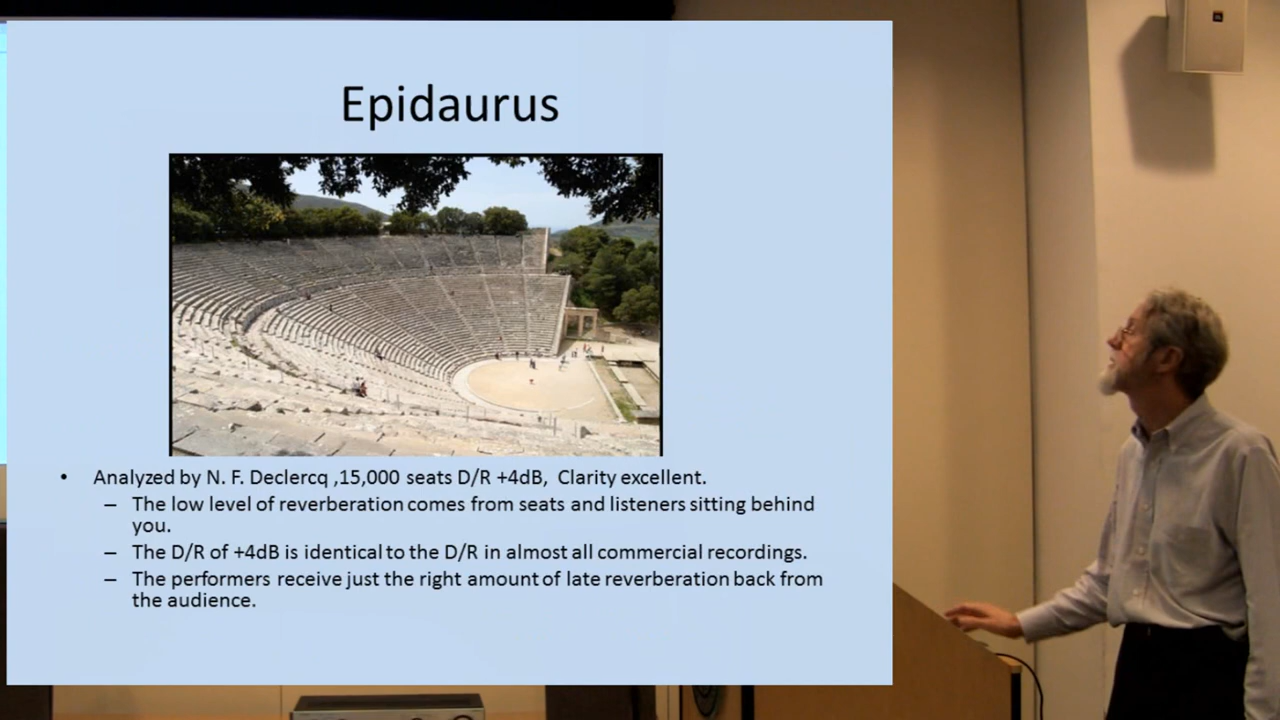 Epidaurus
• Analyzed by N. F. Declercq ,15,000 seats D/R +4dB, Clarity excellent.
– The low level of reverberation comes from seats and listeners sitting behind
you.
– The D/R of +4dB is identical to the D/R in almost all commercial recordings.
– The performers receive just the right amount of late reverberation back from
the audience.